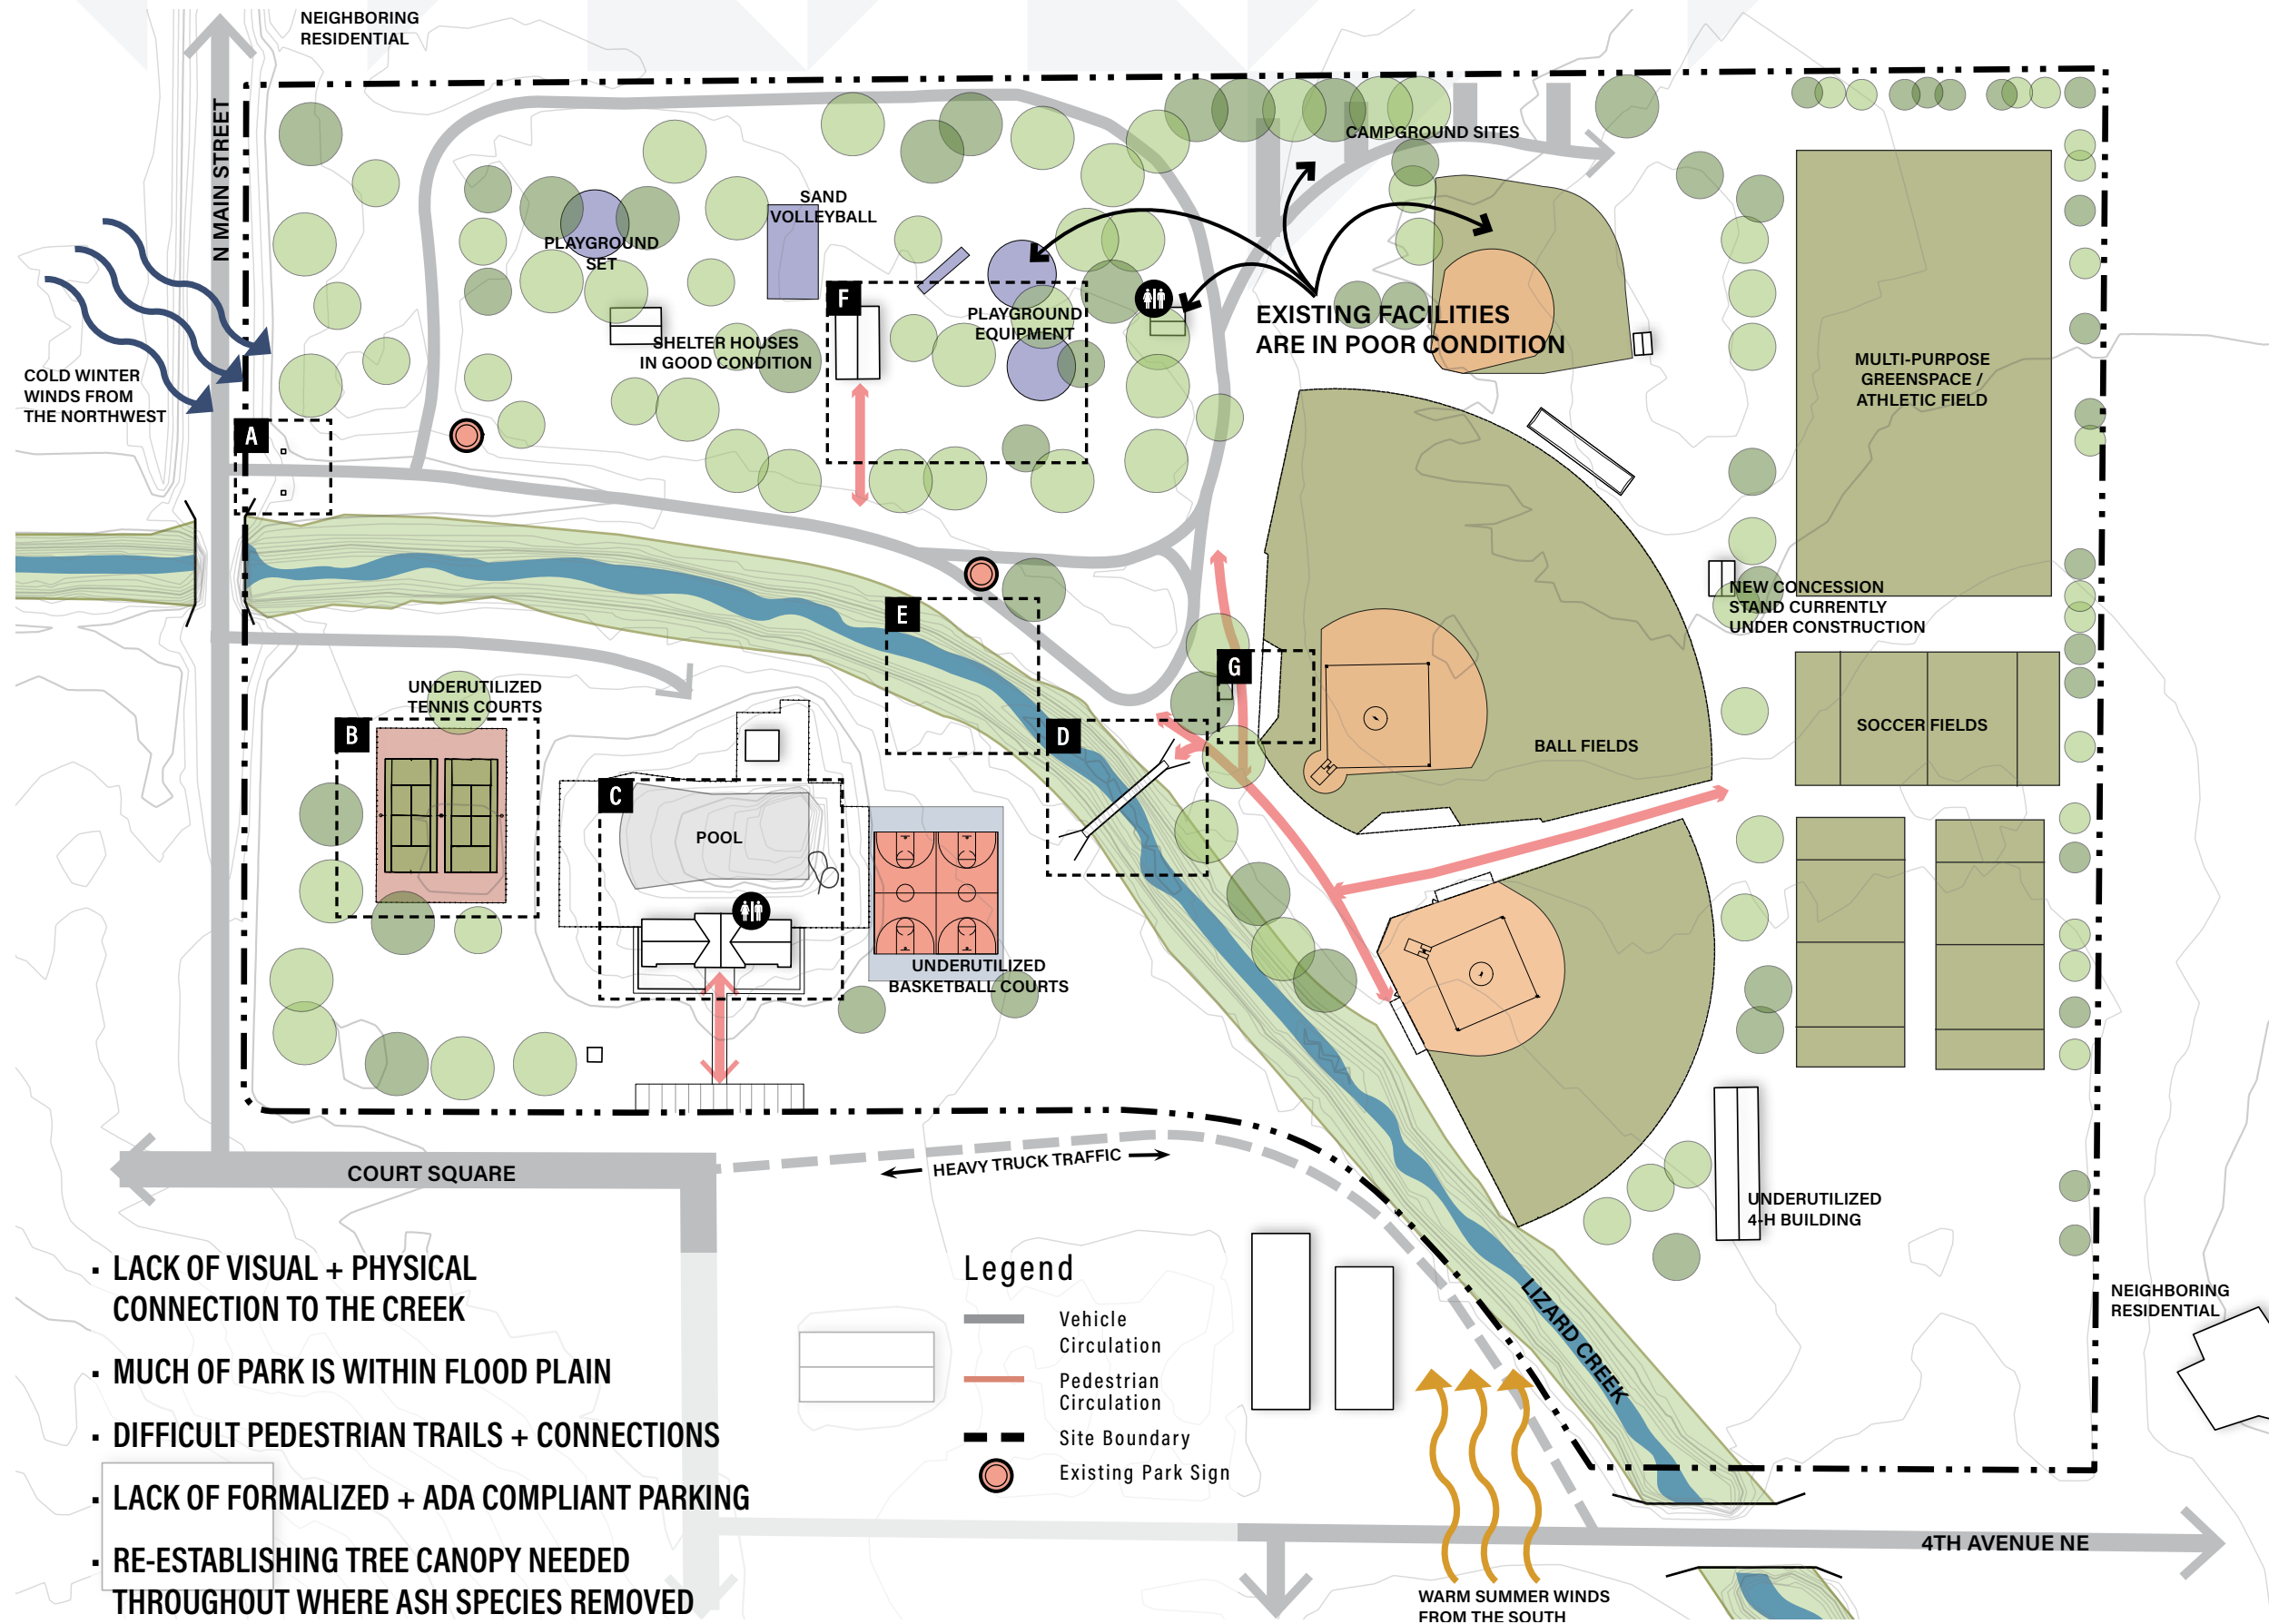 NEIGHBORING
RESIDENTIAL
N MAIN STREET
CAMPGROUND SITES
SAND
VOLLEYBALL
PLAYGROUND
SET
F
PLAYGROUND
EQUIPMENT
SHELTER HOUSES
IN GOOD CONDITION
EXISTING FACILITIES
ARE IN POOR CONDITION
MULTI-PURPOSE
GREENSPACE /
ATHLETIC FIELD
COLD WINTER
WINDS FROM
THE NORTHWEST
A
NEW CONCESSION
STAND CURRENTLY
UNDER CONSTRUCTION
E
G
UNDERUTILIZED
TENNIS COURTS
B
D
SOCCER FIELDS
BALL FIELDS
C
POOL
UNDERUTILIZED
BASKETBALL COURTS
HEAVY TRUCK TRAFFIC
COURT SQUARE
UNDERUTILIZED
4-H BUILDING
LIZARD CREEK
NEIGHBORING
RESIDENTIAL
· LACK OF VISUAL + PHYSICAL
CONNECTION TO THE CREEK
· MUCH OF PARK IS WITHIN FLOOD PLAIN
· DIFFICULT PEDESTRIAN TRAILS + CONNECTIONS
· LACK OF FORMALIZED + ADA COMPLIANT PARKING
· RE-ESTABLISHING TREE CANOPY NEEDED
THROUGHOUT WHERE ASH SPECIES REMOVED
Legend
Vehicle
Circulation
Pedestrian
Circulation
Site Boundary
Existing Park Sign
4TH AVENUE NE
WARM SUMMER WINDS
FROM THE SOUTH